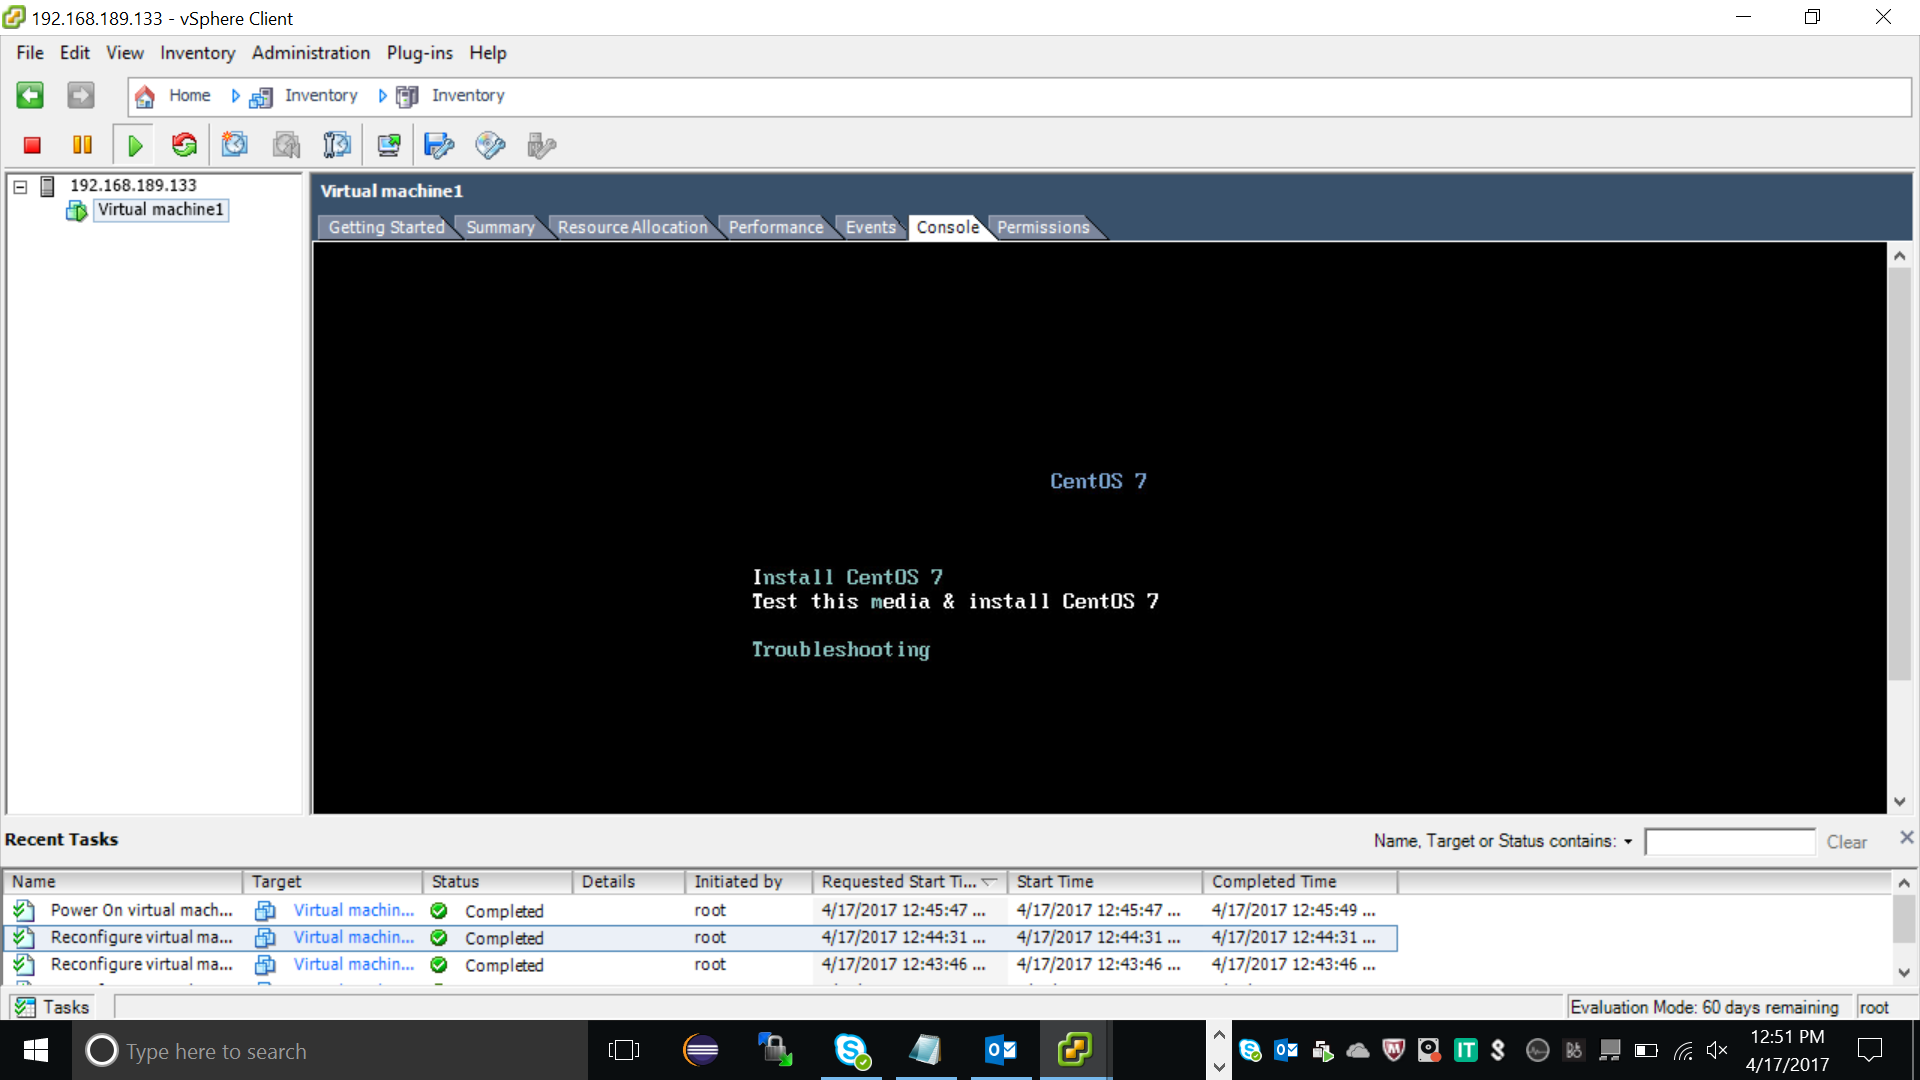 192.168.189.133 - vSphere Client
File Edit View Inventory Administration Plug-ins Help
Home Inventory Inventory
192.168.189.133
Virtual machine1
Virtual machine1
Getting Started Summary Resource Allocation Performance Events Console Permissions
CentOS 7
Install CentOS 7
Test this media & install CentOS 7
Troubleshooting
Recent Tasks
Name, Target or Status contains: Clear
Name Target Status Details Initiated by Requested Start Ti... Start Time Completed Time
Power On virtual mach... Virtual machin... Completed root 4/17/2017 12:45:47 ... 4/17/2017 12:45:47 ... 4/17/2017 12:45:49 ...
Reconfigure virtual ma... Virtual machin... Completed root 4/17/2017 12:44:31 ... 4/17/2017 12:44:31 ... 4/17/2017 12:44:31 ...
Reconfigure virtual ma... Virtual machin... Completed root 4/17/2017 12:43:46 ... 4/17/2017 12:43:46 ... 4/17/2017 12:43:46 ...
Tasks Evaluation Mode: 60 days remaining root
Type here to search
IT
12:51 PM
4/17/2017